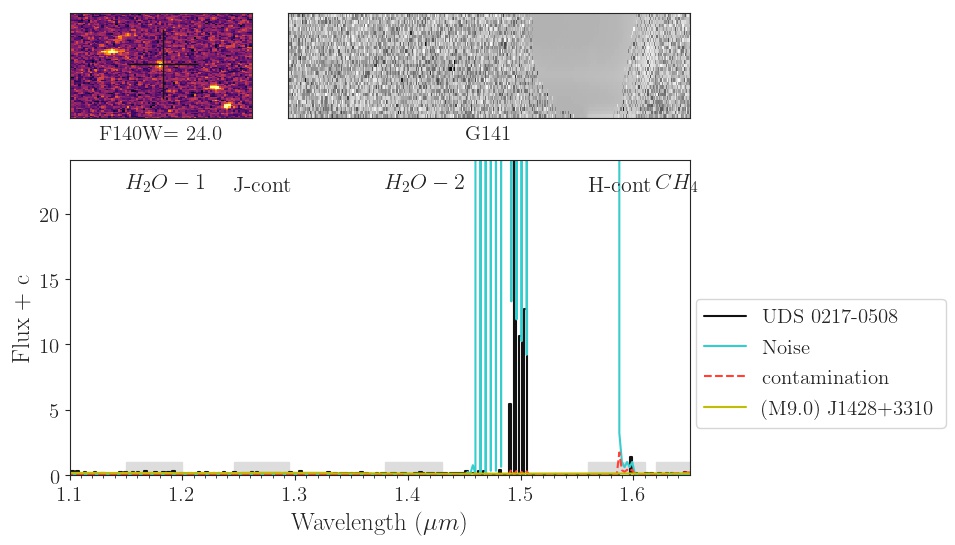 F140W= 24.0
G141
H₂O − 1
J-cont
H₂O − 2
H-cont
CH₄
20
15
10
5
0
Flux + c
1.1
1.2
1.3
1.4
1.5
1.6
Wavelength (μm)
UDS 0217-0508
Noise
contamination
(M9.0) J1428+3310